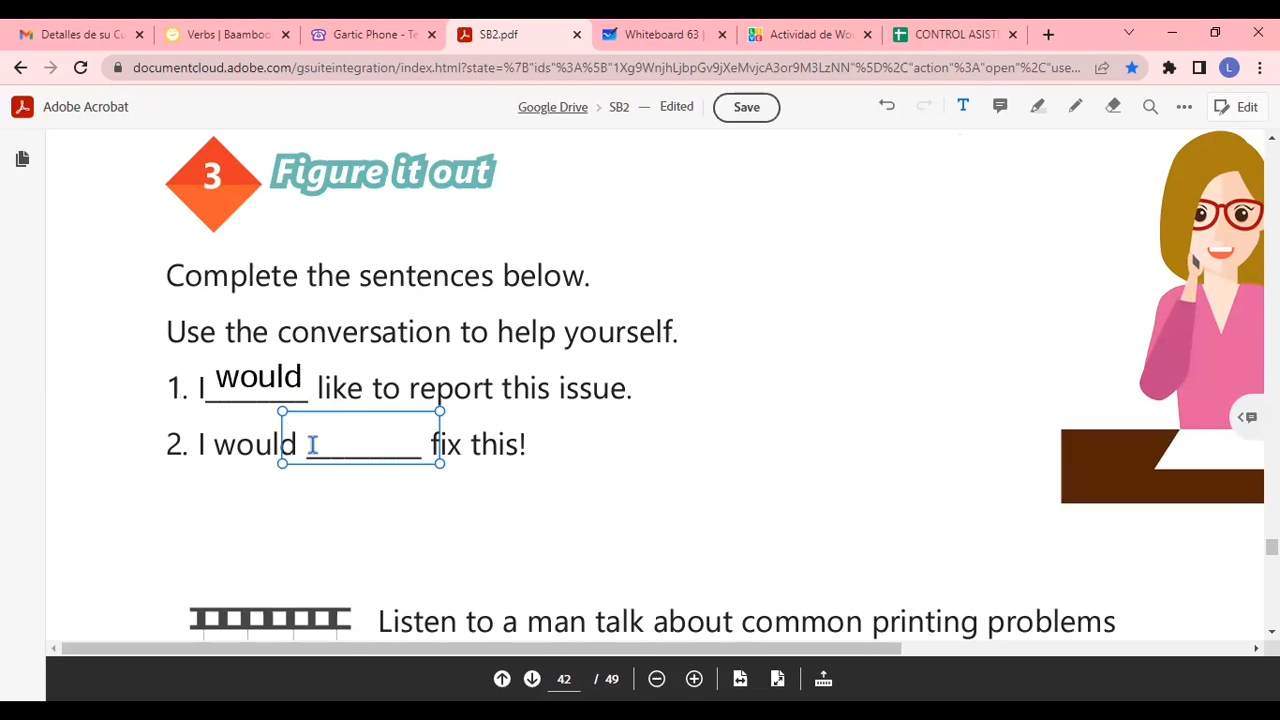 Detalles de su Cu
Verbs | Baambooz
Gartic Phone - Te
SB2.pdf
Whiteboard 63 |
Actividad de Wo
CONTROL ASIST
documentcloud.adobe.com/gsuiteintegration/index.html?state=%7B"ids"%3A%5B"1Xg9WnjhLjbpGv9jXeMvjcA3or9M3LzNN"%5D%2C"action"%3A"open"%2C"use...
L
Adobe Acrobat
Google Drive > SB2 — Edited
Save
T
Edit
3 Figure it out
Complete the sentences below.
Use the conversation to help yourself.
1. I would like to report this issue.
2. I would ________ fix this!
Listen to a man talk about common printing problems
42 / 49